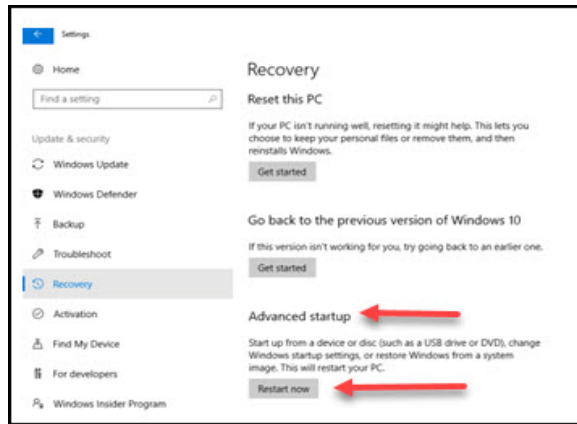 Settings
Home
Find a setting
Update & security
Windows Update
Windows Defender
Backup
Troubleshoot
Recovery
Activation
Find My Device
For developers
Windows Insider Program
Recovery
Reset this PC
If your PC isn't running well, resetting it might help. This lets you
choose to keep your personal files or remove them, and then
reinstalls Windows.
Get started
Go back to the previous version of Windows 10
If this version isn't working for you, try going back to an earlier one.
Get started
Advanced startup
Start up from a device or disc (such as a USB drive or DVD), change
Windows startup settings, or restore Windows from a system
image. This will restart your PC.
Restart now